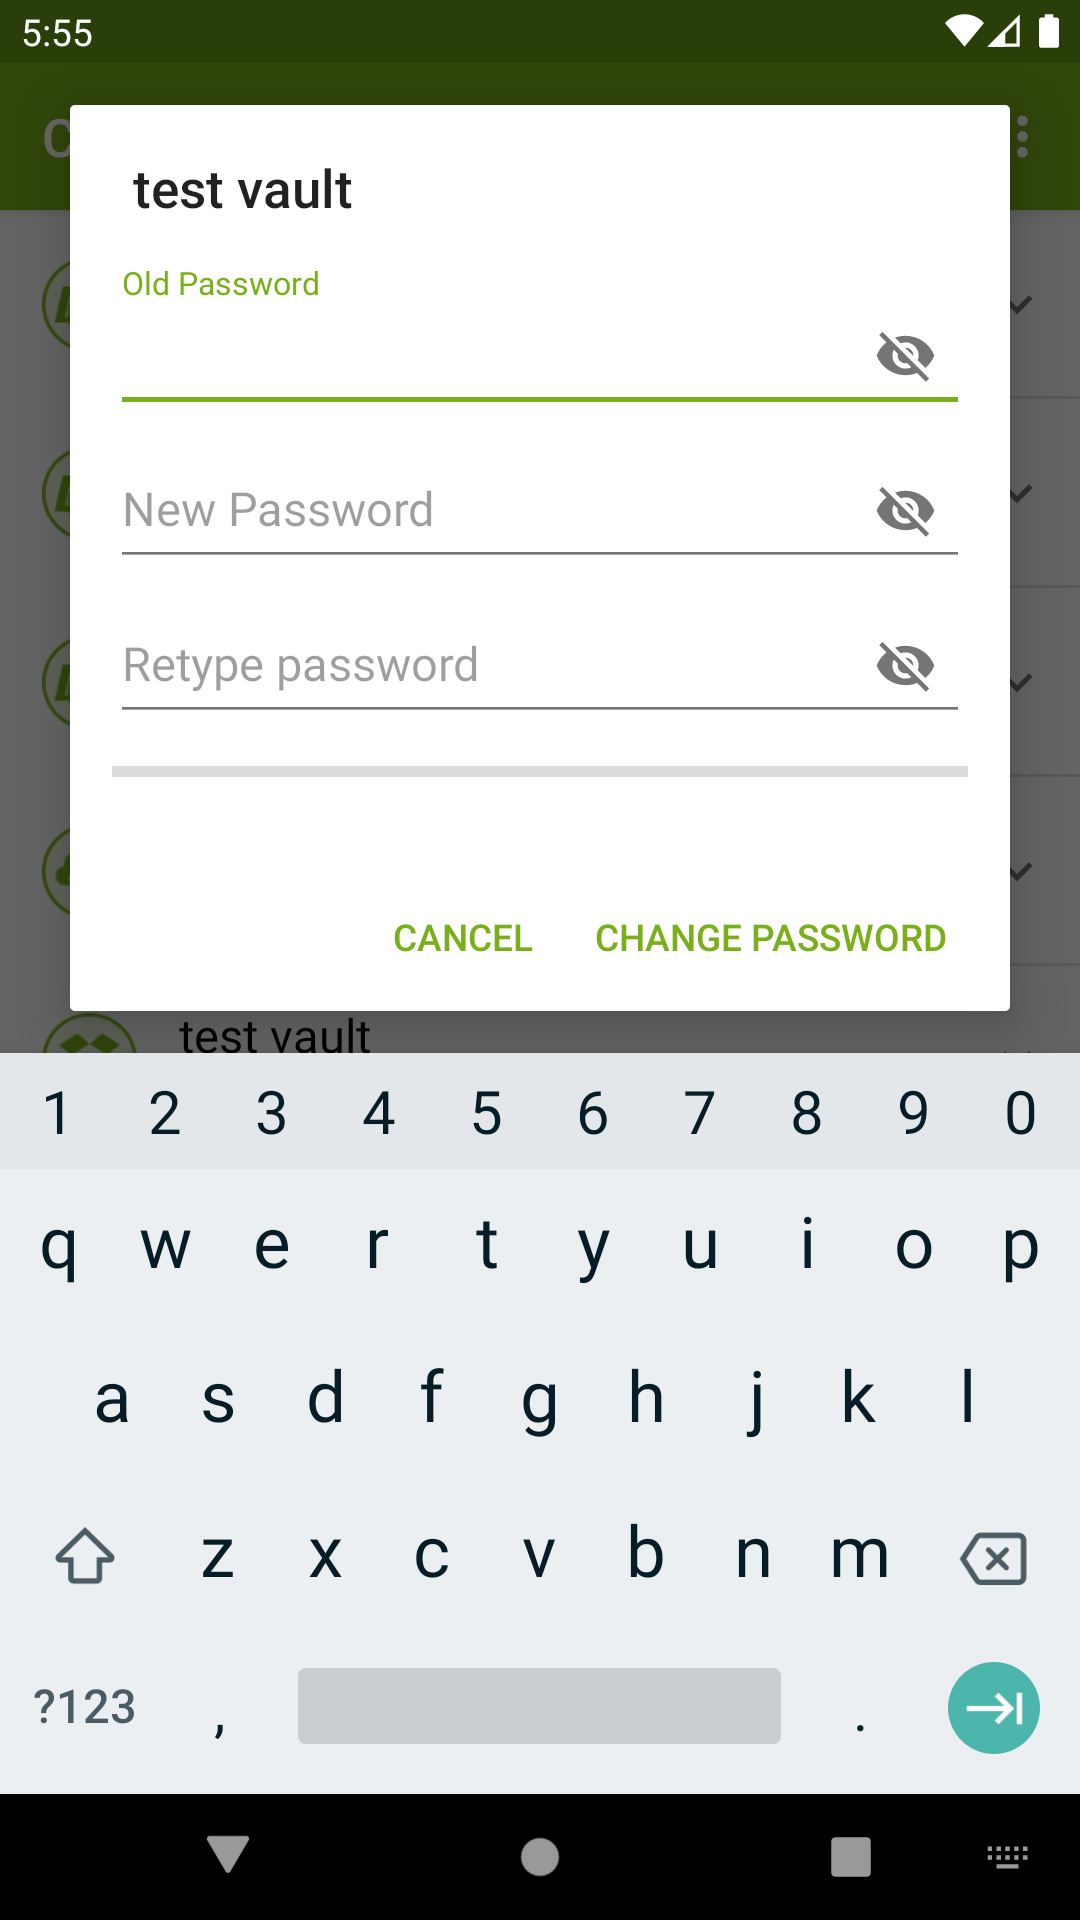 5:55
C
test vault
Old Password
New Password
Retype password
CANCEL CHANGE PASSWORD
test vault
1 2 3 4 5 6 7 8 9 0
q w e r t y u i o p
a s d f g h j k l
z x c v b n m
?123 , .